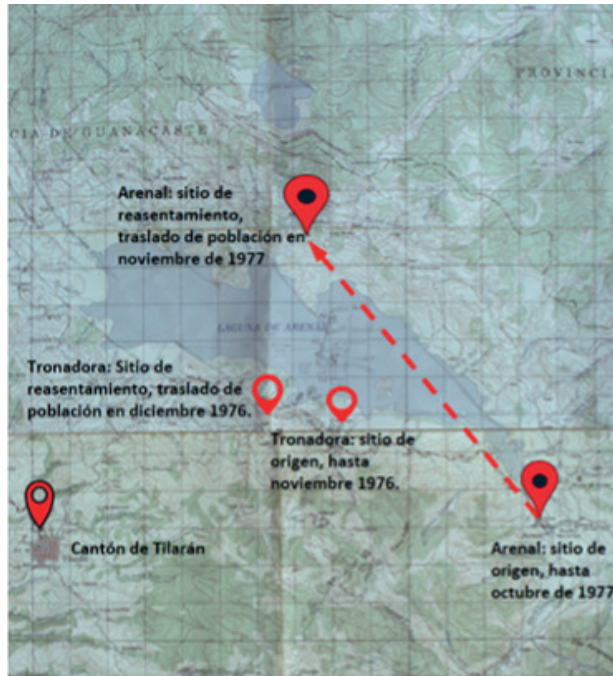 PROVINCIA
CIA DE GUANACASTE
Arenal: sitio de
reasentamiento,
traslado de población en
noviembre de 1977
LAGUNA DE ARENAL
Tronadora: Sitio de
reasentamiento, traslado de
población en diciembre 1976.
Tronadora: sitio de
origen, hasta
noviembre 1976.
Cantón de Tilarán
Arenal: sitio de
origen, hasta
octubre de 1977